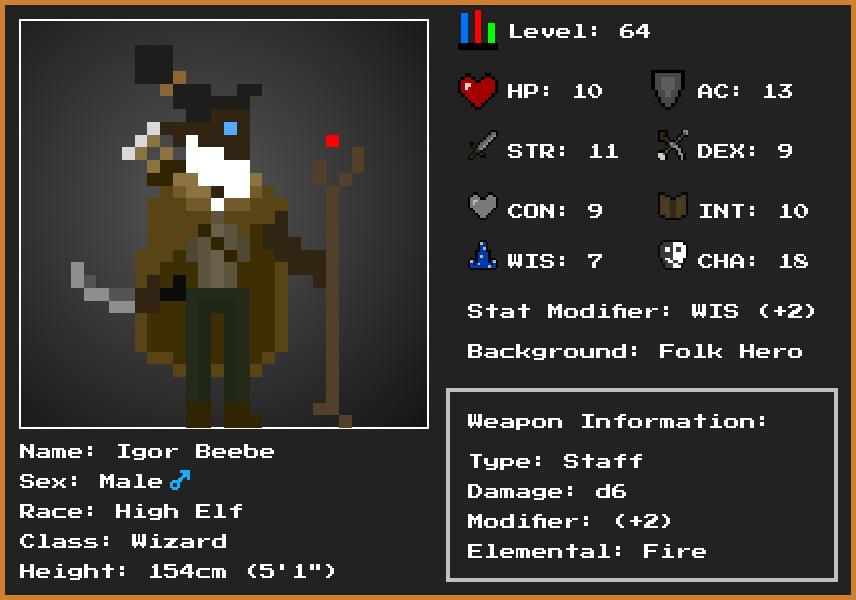 Level: 64
HP: 10
AC: 13
STR: 11
DEX: 9
CON: 9
INT: 10
WIS: 7
CHA: 18
Stat Modifier: WIS (+2)
Background: Folk Hero
Weapon Information:
Type: Staff
Damage: d6
Modifier: (+2)
Elemental: Fire
Name: Igor Beebe
Sex: Male♂
Race: High Elf
Class: Wizard
Height: 154cm (5'1")